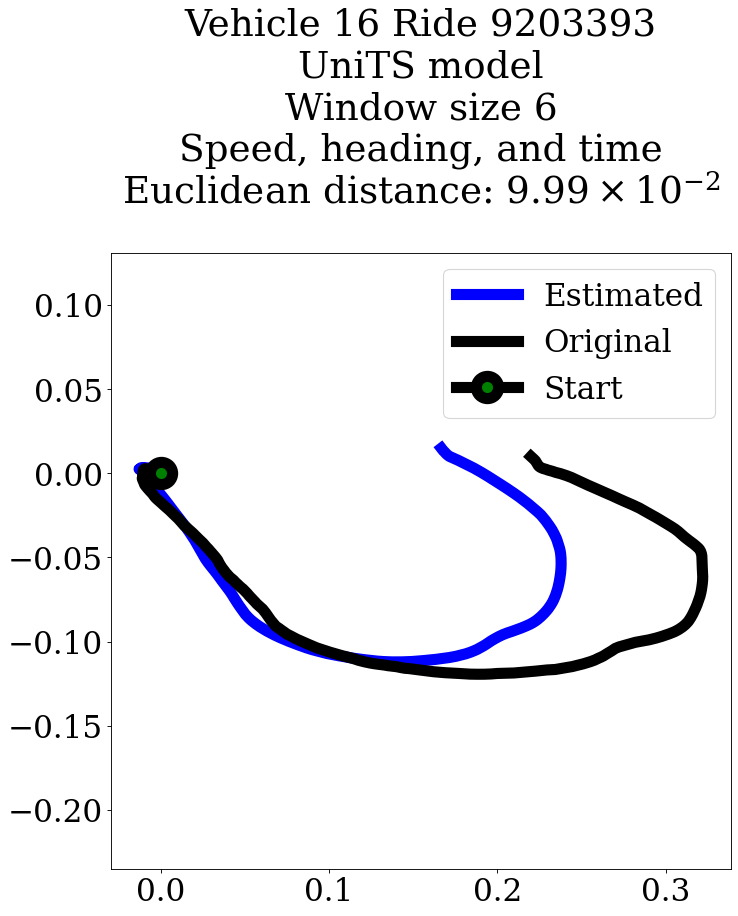 Vehicle 16 Ride 9203393
UniTS model
Window size 6
Speed, heading, and time
Euclidean distance: 9.99 × 10⁻²
Estimated
Original
Start
0.10
0.05
0.00
−0.05
−0.10
−0.15
−0.20
0.0 0.1 0.2 0.3